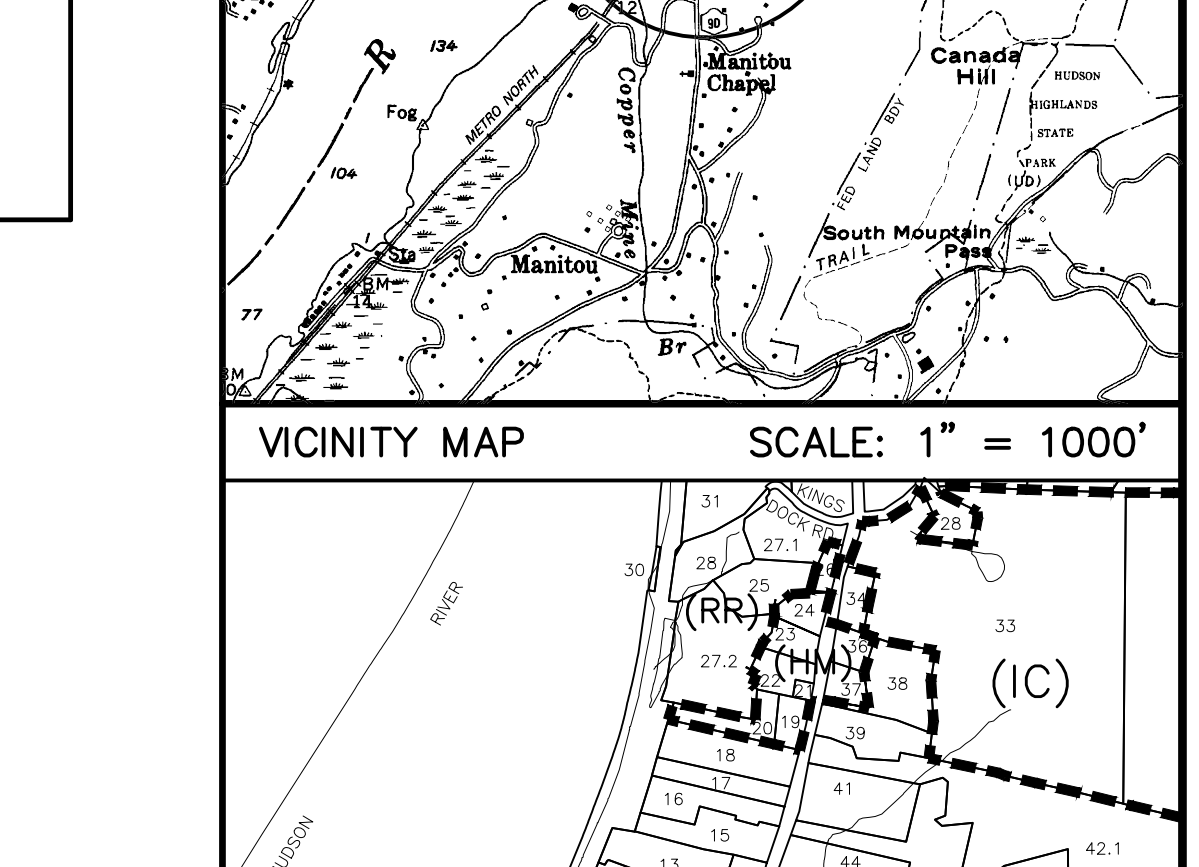 12
9D
134
R
Canada
Hill
Manitou
Chapel
HUDSON
HIGHLANDS
STATE
PARK
(UD)
METRO NORTH
Fog
Copper
Mine
FED LAND BDY
104
South Mountain
Pass
TRAIL
Sta
Manitou
BM
14
77
Br
BM
0
VICINITY MAP
SCALE: 1" = 1000'
KINGS
DOCK RD
31
28
27.1
28
30
26
25
34
RIVER
(RR)
24
33
23
36
27.2
(HM)
22
21
37
38
(IC)
20
19
39
18
17
41
16
15
HUDSON
42.1
13
44